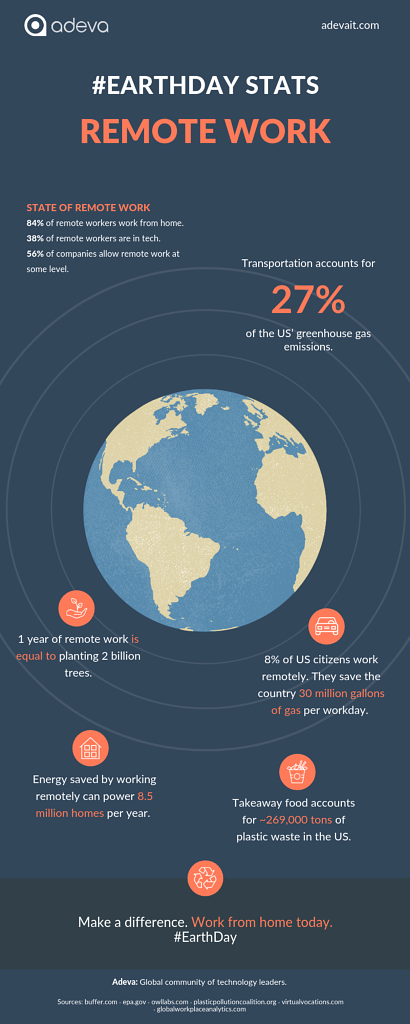 adeva
adevait.com
#EARTHDAY STATS
REMOTE WORK
STATE OF REMOTE WORK
84% of remote workers work from home.
38% of remote workers are in tech.
56% of companies allow remote work at
some level.
Transportation accounts for
27%
of the US' greenhouse gas
emissions.
1 year of remote work is
equal to planting 2 billion
trees.
8% of US citizens work
remotely. They save the
country 30 million gallons
of gas per workday.
Energy saved by working
remotely can power 8.5
million homes per year.
Takeaway food accounts
for ~269,000 tons of
plastic waste in the US.
Make a difference. Work from home today.
#EarthDay
Adeva: Global community of technology leaders.
Sources: buffer.com · epa.gov · owllabs.com · plasticpollutioncoalition.org · virtualvocations.com
· globalworkplaceanalytics.com